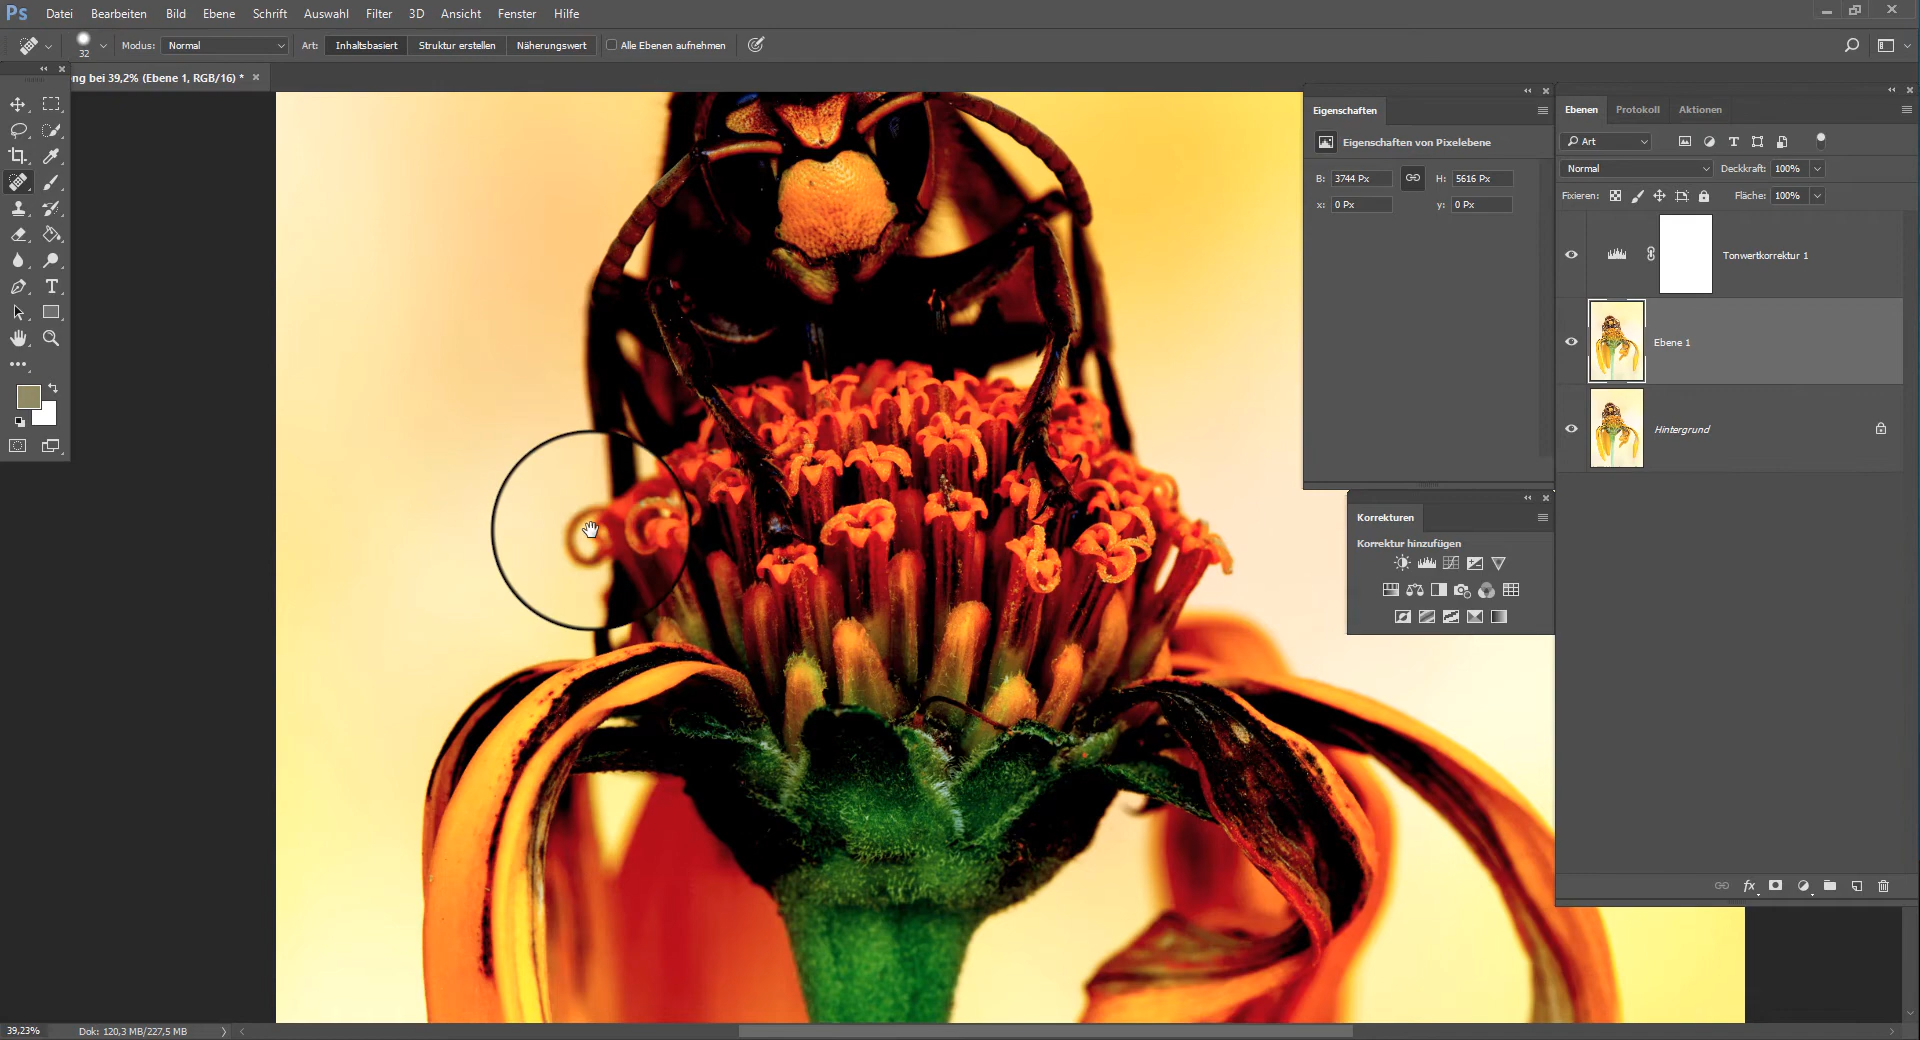 Ps Datei Bearbeiten Bild Ebene Schrift Auswahl Filter 3D Ansicht Fenster Hilfe
32 Modus: Normal Art: Inhaltsbasiert Struktur erstellen Näherungswert Alle Ebenen aufnehmen
ng bei 39,2% (Ebene 1, RGB/16) *
Eigenschaften
Eigenschaften von Pixelebene
B: 3744 Px H: 5616 Px
x: 0 Px y: 0 Px
Korrekturen
Korrektur hinzufügen
Ebenen Protokoll Aktionen
Art
Normal Deckkraft: 100%
Fixieren: Fläche: 100%
Tonwertkorrektur 1
Ebene 1
Hintergrund
fx
39,23% Dok: 120,3 MB/227,5 MB